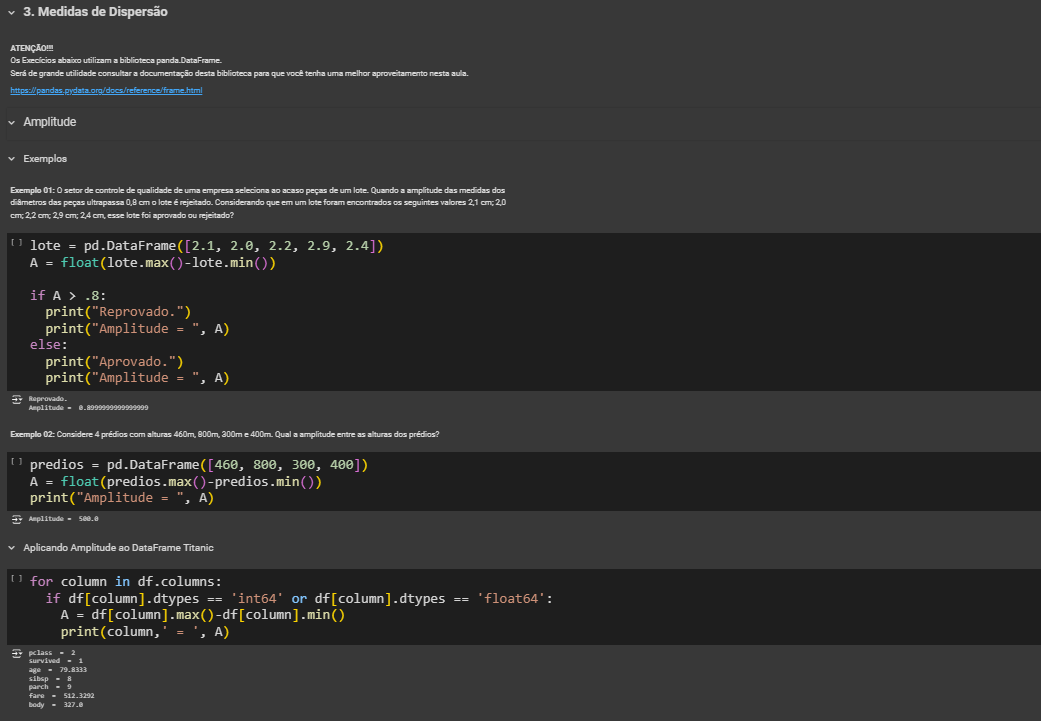 3. Medidas de Dispersão
ATENÇÃO!!!
Os Execícios abaixo utilizam a biblioteca panda.DataFrame.
Será de grande utilidade consultar a documentação desta biblioteca para que você tenha uma melhor aproveitamento nesta aula.
https://pandas.pydata.org/docs/reference/frame.html
Amplitude
Exemplos
Exemplo 01: O setor de controle de qualidade de uma empresa seleciona ao acaso peças de um lote. Quando a amplitude das medidas dos
diâmetros das peças ultrapassa 0,8 cm o lote é rejeitado. Considerando que em um lote foram encontrados os seguintes valores 2,1 cm; 2,0
cm; 2,2 cm; 2,9 cm; 2,4 cm, esse lote foi aprovado ou rejeitado?
[ ] lote = pd.DataFrame([2.1, 2.0, 2.2, 2.9, 2.4])
A = float(lote.max()-lote.min())
if A > .8:
  print("Reprovado.")
  print("Amplitude = ", A)
else:
  print("Aprovado.")
  print("Amplitude = ", A)
Reprovado.
Amplitude =  0.8999999999999999
Exemplo 02: Considere 4 prédios com alturas 460m, 800m, 300m e 400m. Qual a amplitude entre as alturas dos prédios?
[ ] predios = pd.DataFrame([460, 800, 300, 400])
A = float(predios.max()-predios.min())
print("Amplitude = ", A)
Amplitude =  500.0
Aplicando Amplitude ao DataFrame Titanic
[ ] for column in df.columns:
  if df[column].dtypes == 'int64' or df[column].dtypes == 'float64':
    A = df[column].max()-df[column].min()
    print(column,' = ', A)
pclass  =  2
survived  =  1
age  =  79.8333
sibsp  =  8
parch  =  9
fare  =  512.3292
body  =  327.0